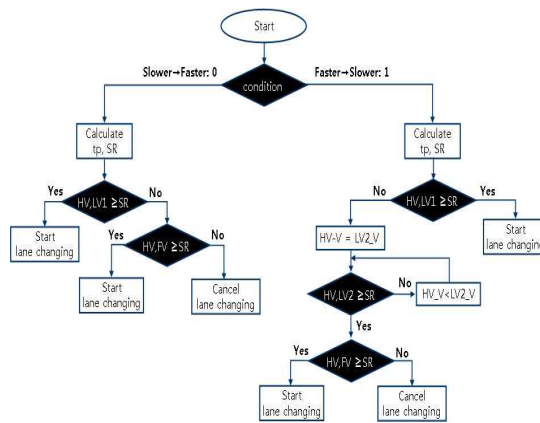 Start
Slower→Faster: 0
Faster→Slower: 1
condition
Calculate
tp, SR
Calculate
tp, SR
Yes
HV,LV1 ≥SR
No
No
HV,LV1 ≥SR
Yes
Start
lane changing
Yes
HV,FV ≥SR
No
HV-V = LV2_V
Start
lane changing
Start
lane changing
Cancel
lane changing
HV,LV2 ≥SR
No
HV_V<LV2_V
Yes
Yes
HV,FV ≥SR
No
Start
lane changing
Cancel
lane changing